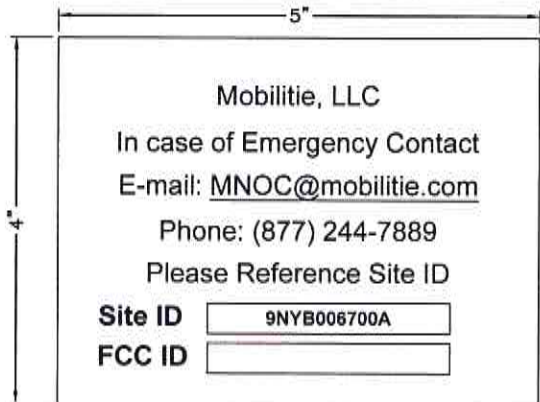 5"
4"
Mobilitie, LLC
In case of Emergency Contact
E-mail: MNOC@mobilitie.com
Phone: (877) 244-7889
Please Reference Site ID
Site ID 9NYB006700A
FCC ID